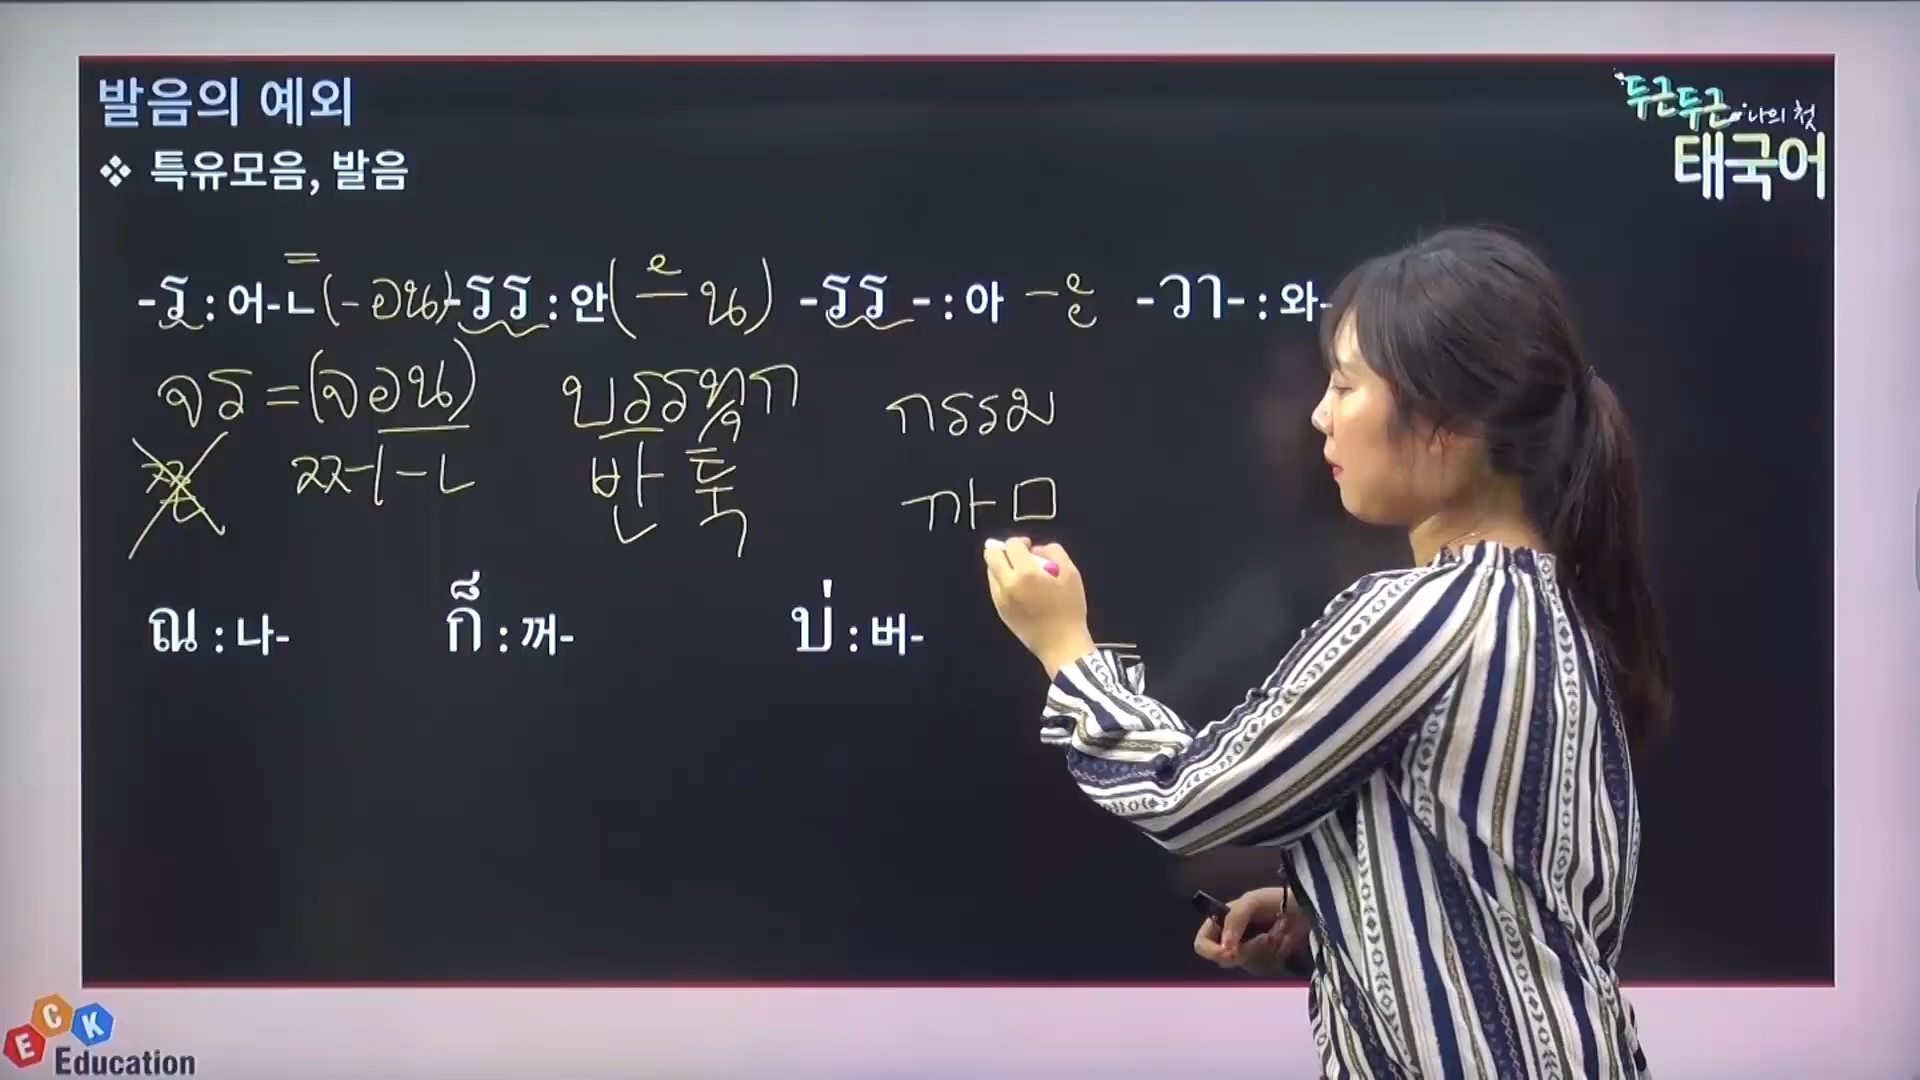 발음의 예외
두근두근 나의 첫
태국어
❖ 특유모음, 발음
-ร : 어-ㄴ (-อน) -รร : 안 (-ั น) -รร - : 아 -ะ -วา- : 와-
จร = (จอน) บรรทุก กรรม
쩌-ㄴ 반툭 까ㅁ
ณ : 나- ก็ : 꺼- บ่ : 버-
ECK
Education